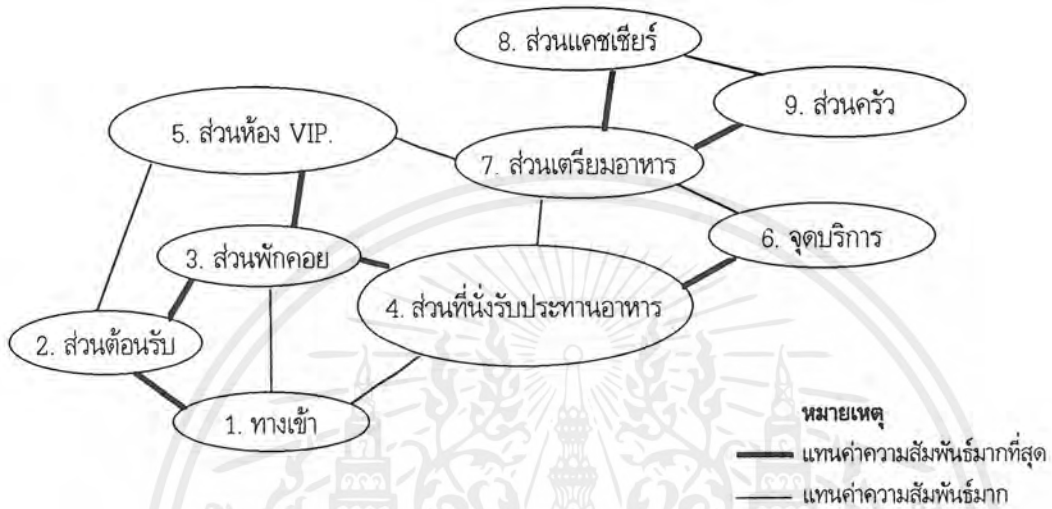 8. ส่วนแคชเชียร์
9. ส่วนครัว
5. ส่วนห้อง VIP.
7. ส่วนเตรียมอาหาร
6. จุดบริการ
3. ส่วนพักคอย
4. ส่วนที่นั่งรับประทานอาหาร
2. ส่วนต้อนรับ
1. ทางเข้า
หมายเหตุ
แทนค่าความสัมพันธ์มากที่สุด
แทนค่าความสัมพันธ์มาก